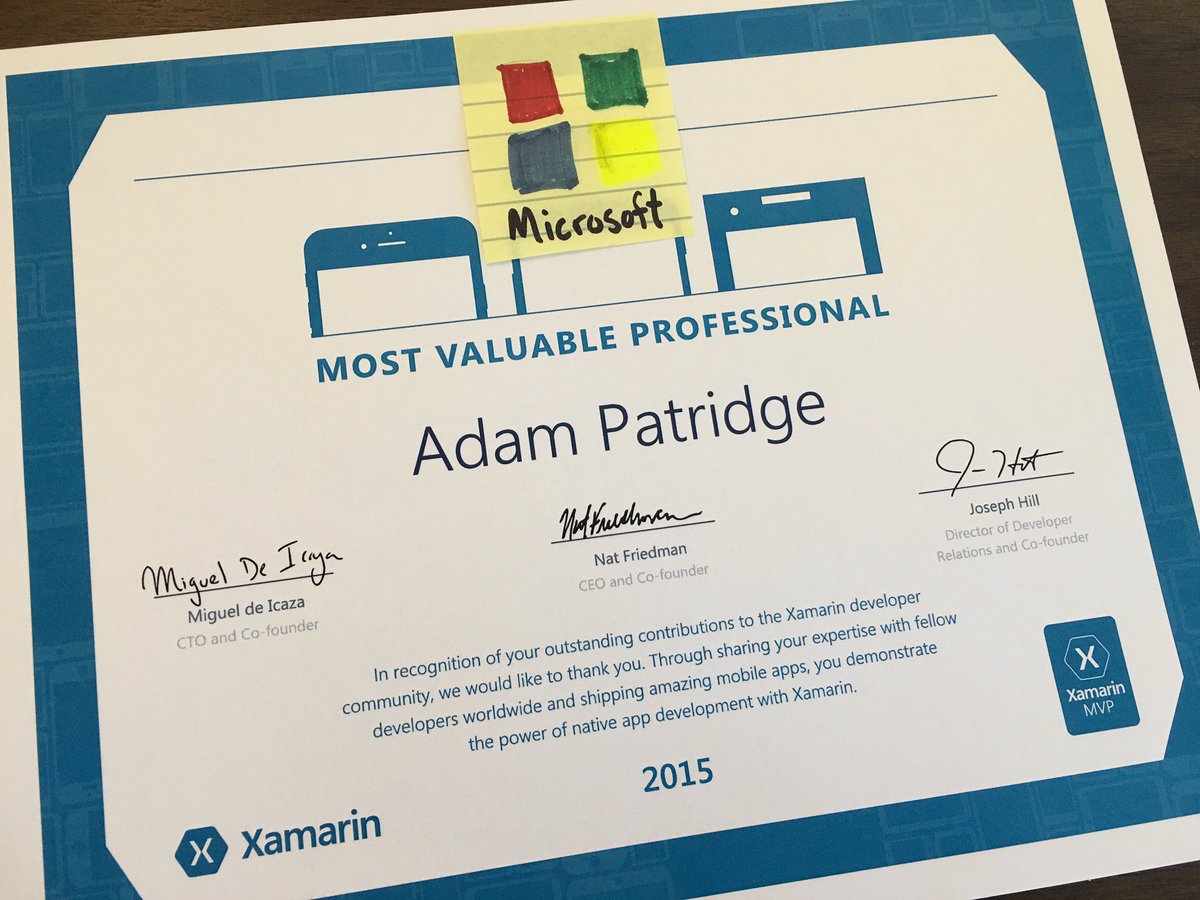 Microsoft
MOST VALUABLE PROFESSIONAL
Adam Patridge
Miguel De Icaza
Miguel de Icaza
CTO and Co-founder
Nat Friedman
CEO and Co-founder
Joseph Hill
Director of Developer
Relations and Co-founder
In recognition of your outstanding contributions to the Xamarin developer
community, we would like to thank you. Through sharing your expertise with fellow
developers worldwide and shipping amazing mobile apps, you demonstrate
the power of native app development with Xamarin.
2015
X
Xamarin
MVP
X Xamarin